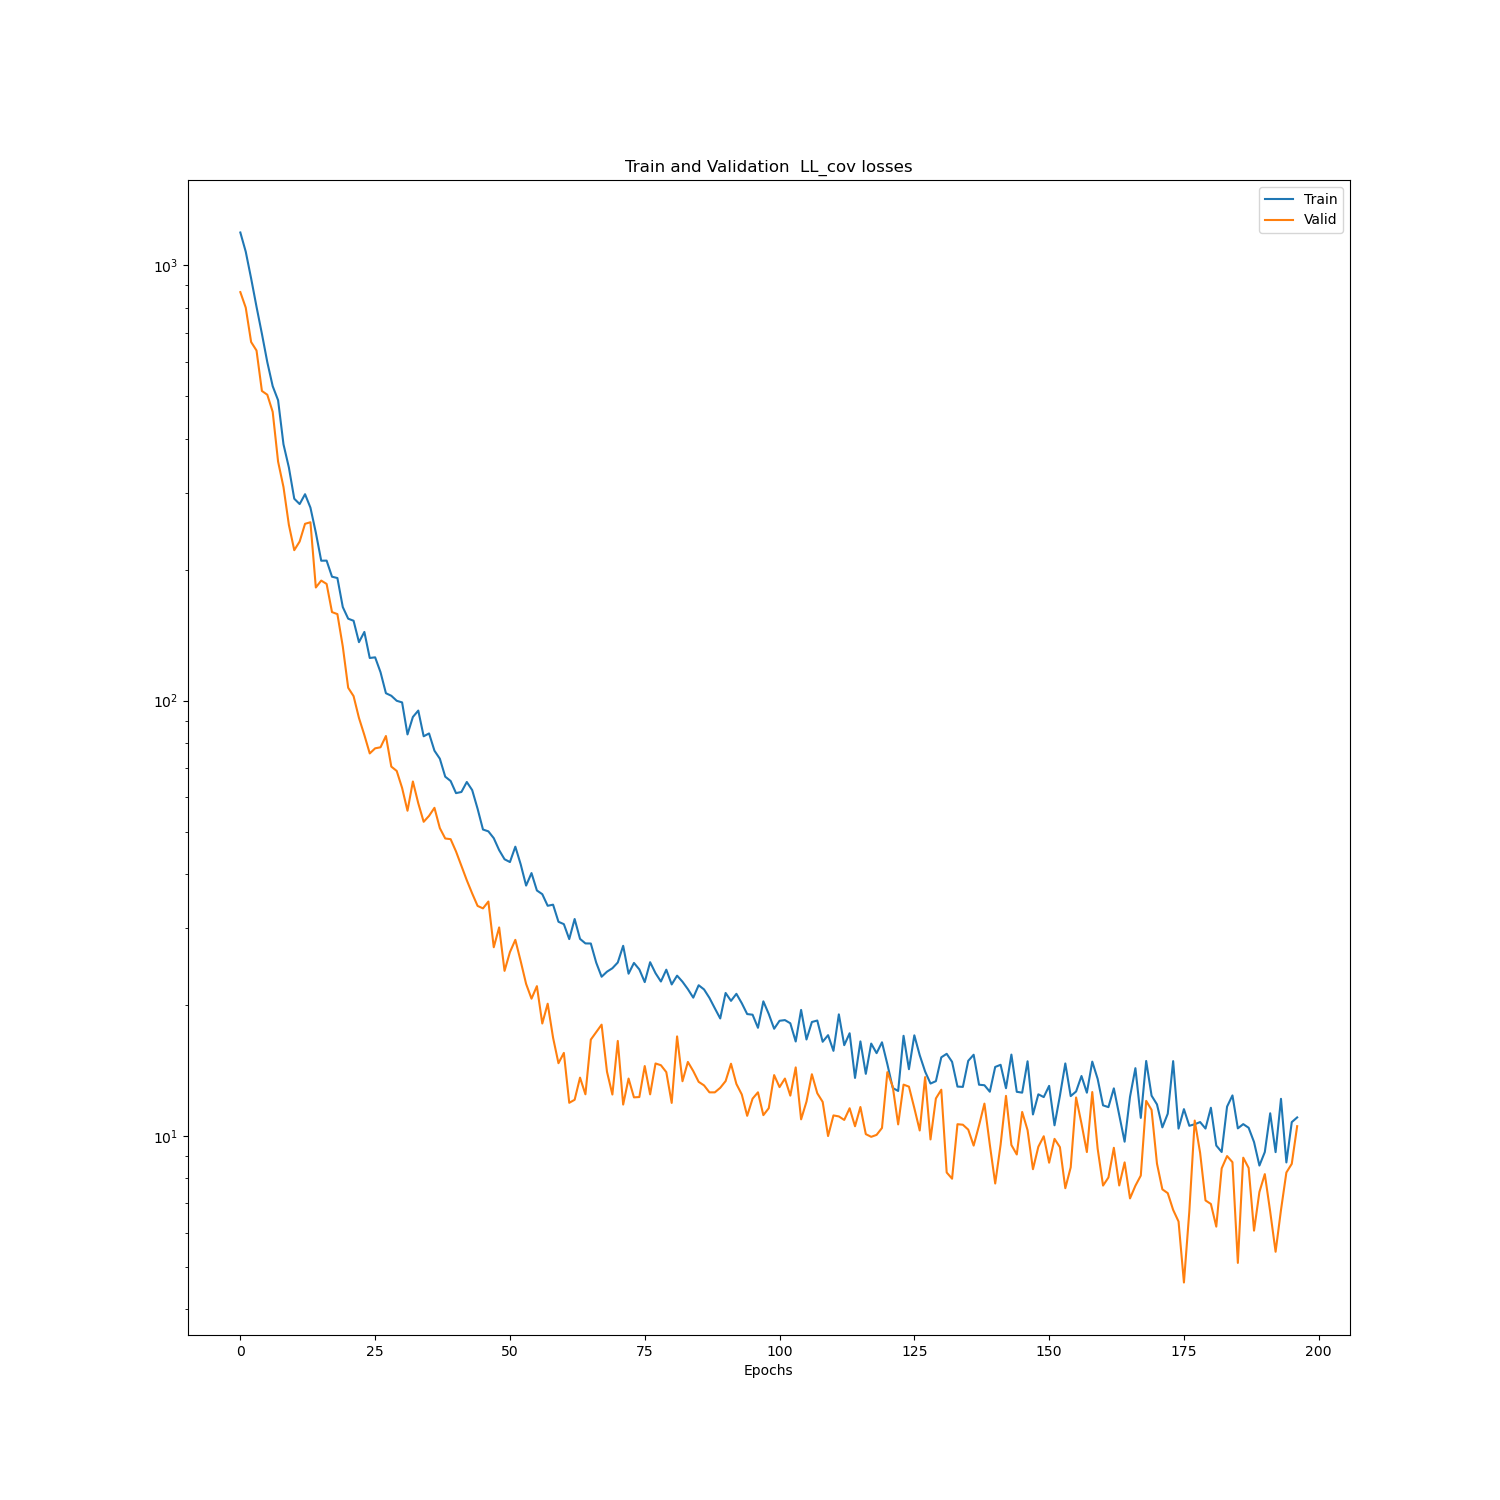 Train and Validation  LL_cov losses
Train
Valid
10³
10²
10¹
0 25 50 75 100 125 150 175 200
Epochs